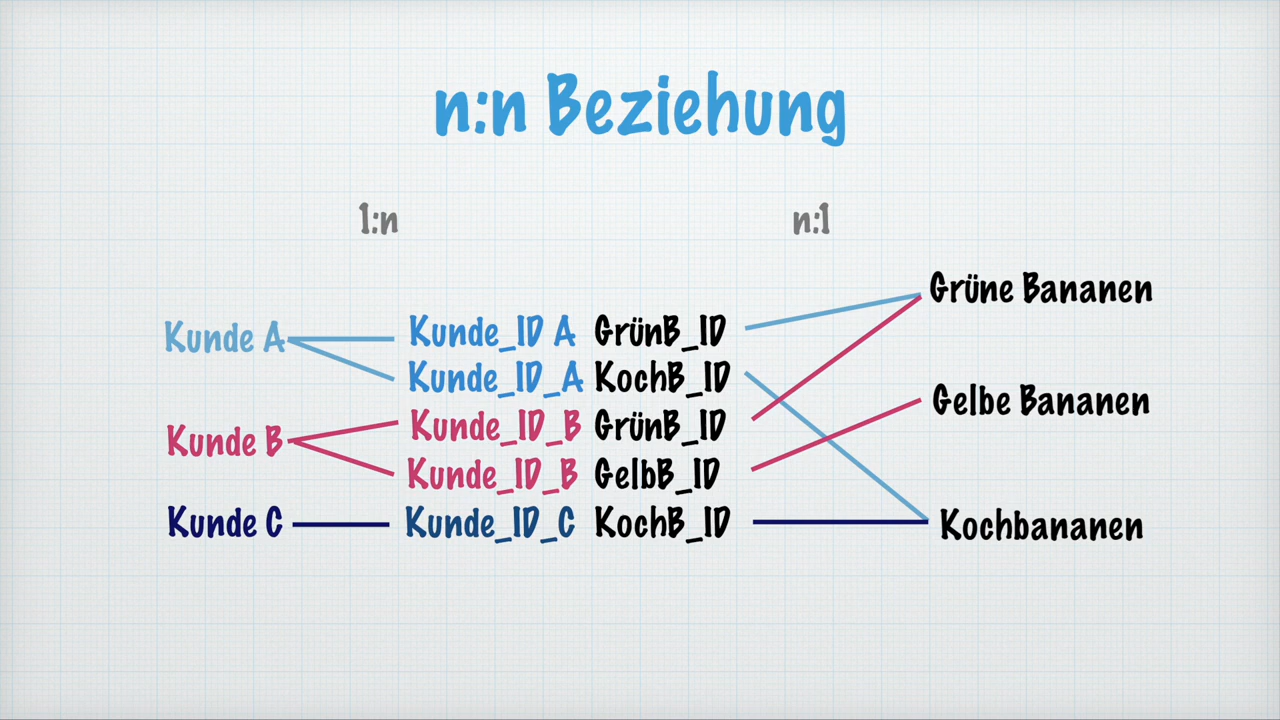 n:n Beziehung
1:n
n:1
Grüne Bananen
Kunde A
Kunde_ID A GrünB_ID
Kunde_ID_A KochB_ID
Gelbe Bananen
Kunde B
Kunde_ID_B GrünB_ID
Kunde_ID_B GelbB_ID
Kunde C
Kunde_ID_C KochB_ID
Kochbananen